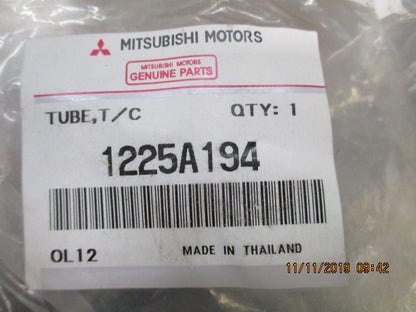 MITSUBISHI MOTORS
MITSUBISHI MOTORS
GENUINE PARTS
TUBE,T/C QTY: 1
1225A194
OL12 MADE IN THAILAND
11/11/2019 09:42